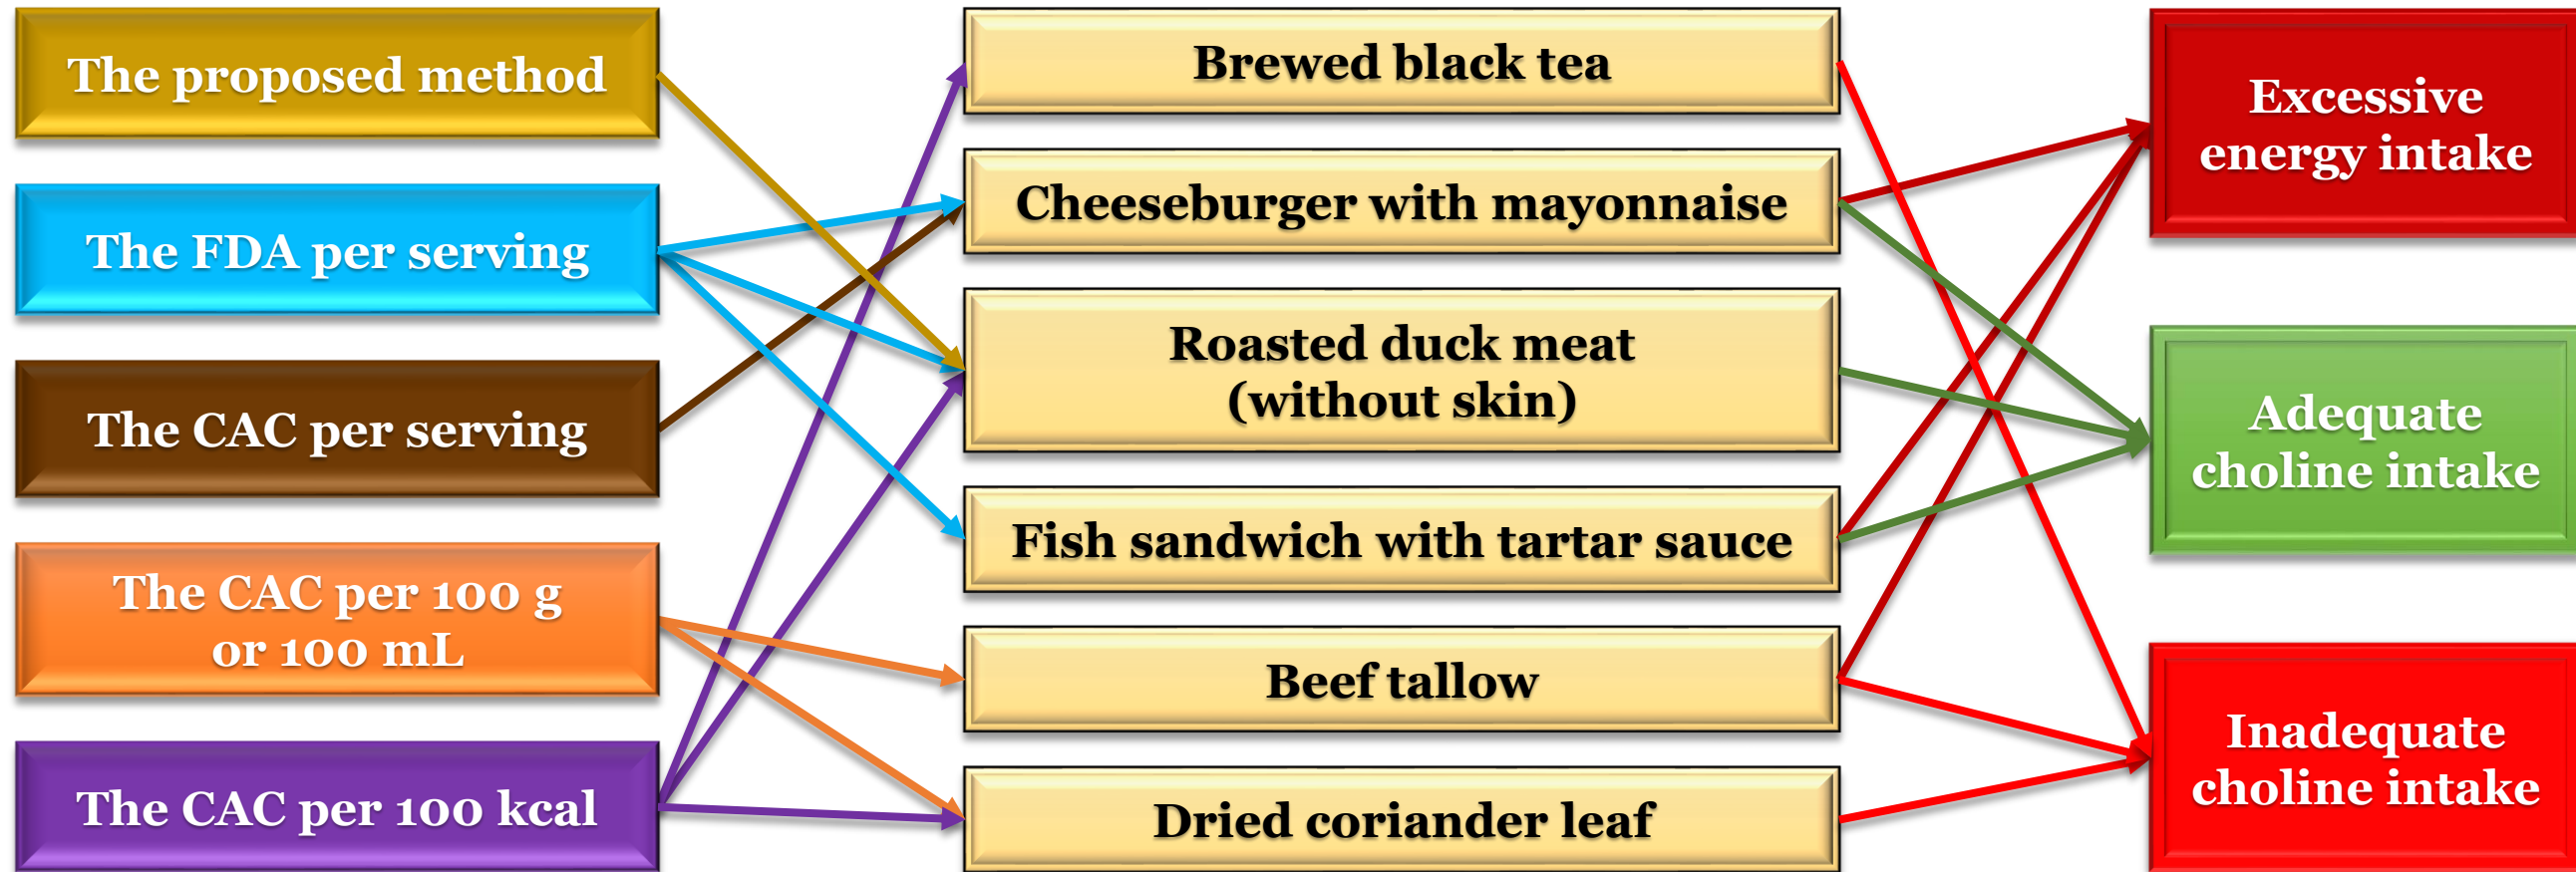 The proposed method
The FDA per serving
The CAC per serving
The CAC per 100 g
or 100 mL
The CAC per 100 kcal
Brewed black tea
Cheeseburger with mayonnaise
Roasted duck meat
(without skin)
Fish sandwich with tartar sauce
Beef tallow
Dried coriander leaf
Excessive
energy intake
Adequate
choline intake
Inadequate
choline intake